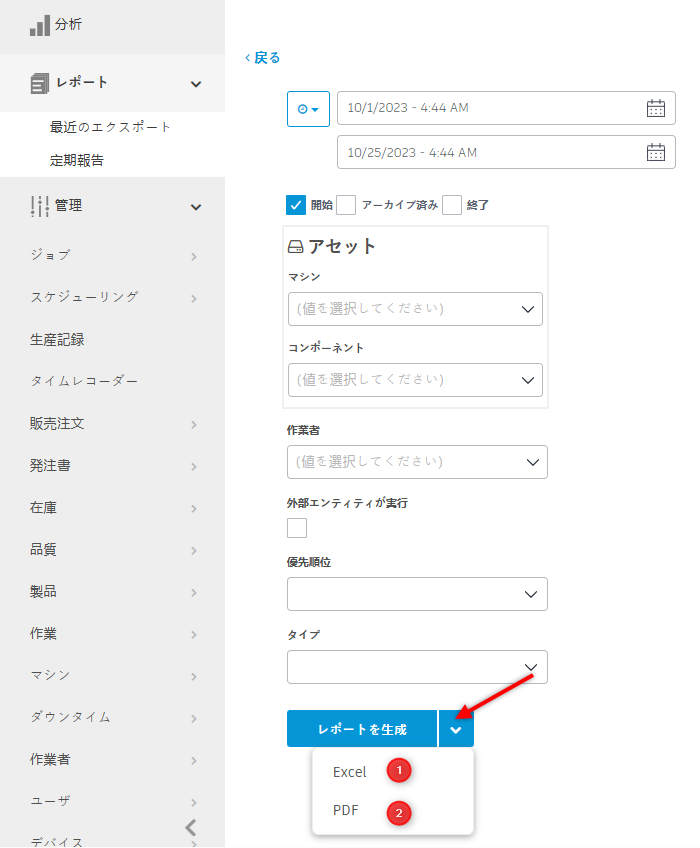 分析
レポート
最近のエクスポート
定期報告
管理
ジョブ
スケジューリング
生産記録
タイムレコーダー
販売注文
発注書
在庫
品質
製品
作業
マシン
ダウンタイム
作業者
ユーザ
デバイス
戻る
10/1/2023 - 4:44 AM
10/25/2023 - 4:44 AM
開始 アーカイブ済み 終了
アセット
マシン
(値を選択してください)
コンポーネント
(値を選択してください)
作業者
(値を選択してください)
外部エンティティが実行
優先順位
タイプ
レポートを生成
Excel 1
PDF 2